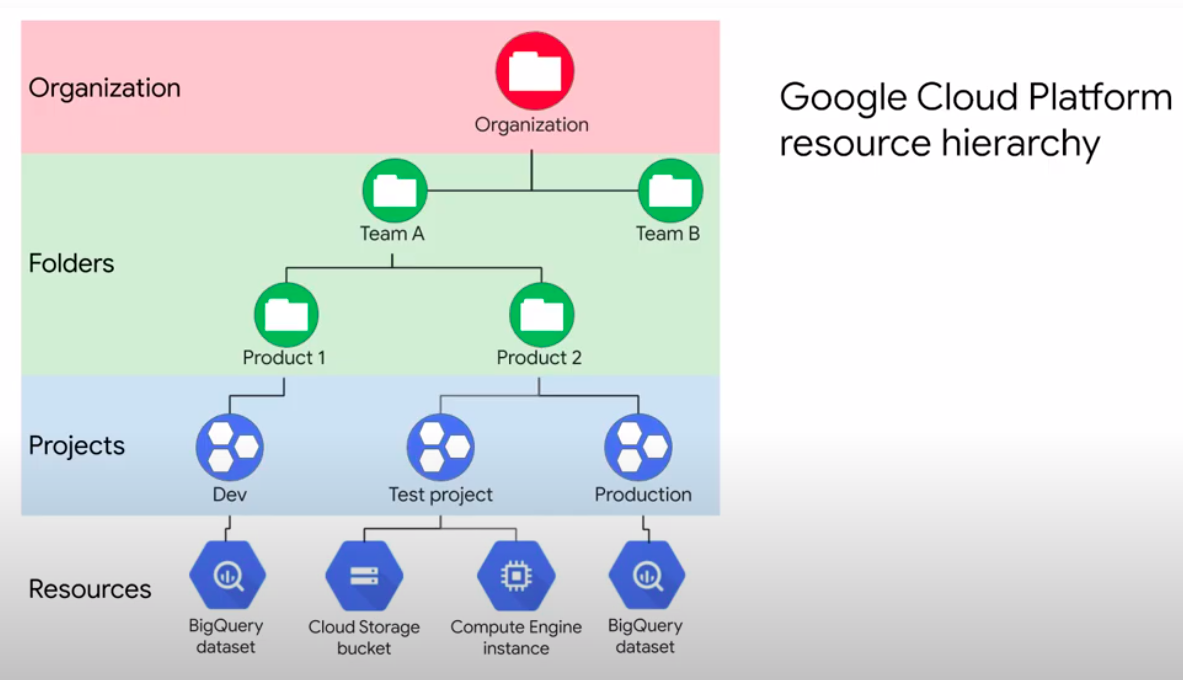 Google Cloud Platform
resource hierarchy
Organization
Organization
Folders
Team A
Team B
Product 1
Product 2
Projects
Dev
Test project
Production
Resources
BigQuery
dataset
Cloud Storage
bucket
Compute Engine
instance
BigQuery
dataset